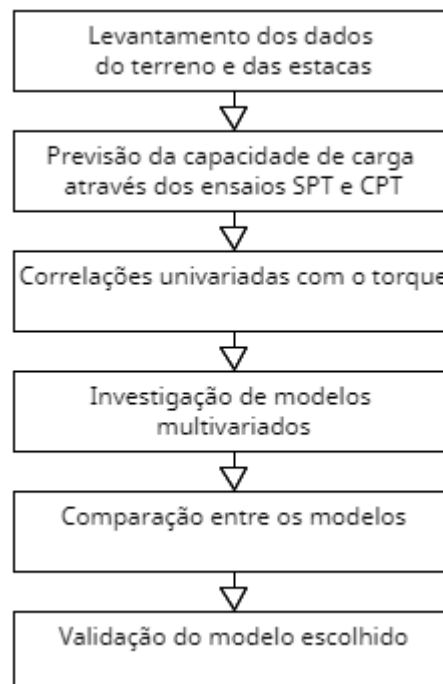 Levantamento dos dados
do terreno e das estacas
Previsão da capacidade de carga
através dos ensaios SPT e CPT
Correlações univariadas com o torque
Investigação de modelos
multivariados
Comparação entre os modelos
Validação do modelo escolhido